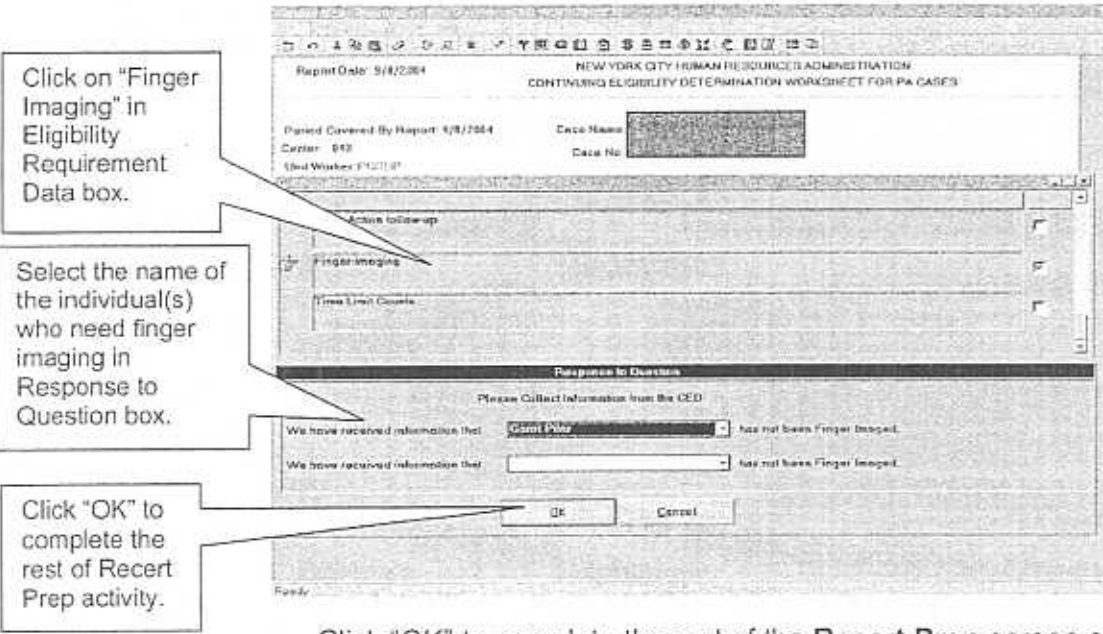 Click on "Finger
Imaging" in
Eligibility
Requirement
Data box.
Select the name of
the individual(s)
who need finger
imaging in
Response to
Question box.
Click "OK" to
complete the
rest of Recert
Prep activity.
Report Date: 9/8/2004
NEW YORK CITY HUMAN RESOURCES ADMINISTRATION
CONTINUING ELIGIBILITY DETERMINATION WORKSHEET FOR PA CASES
Period Covered By Report: 9/8/2004
Case Name
Center: 043
Case No
Unit Worker:
Action follow-up
Finger Imaging
Time Limit Counts
Response to Question
Please Collect Information from the CED
We have received information that
has not been Finger Imaged.
We have received information that
has not been Finger Imaged.
OK
Cancel
Ready
Click "OK" to complete the rest of the Recert Prep